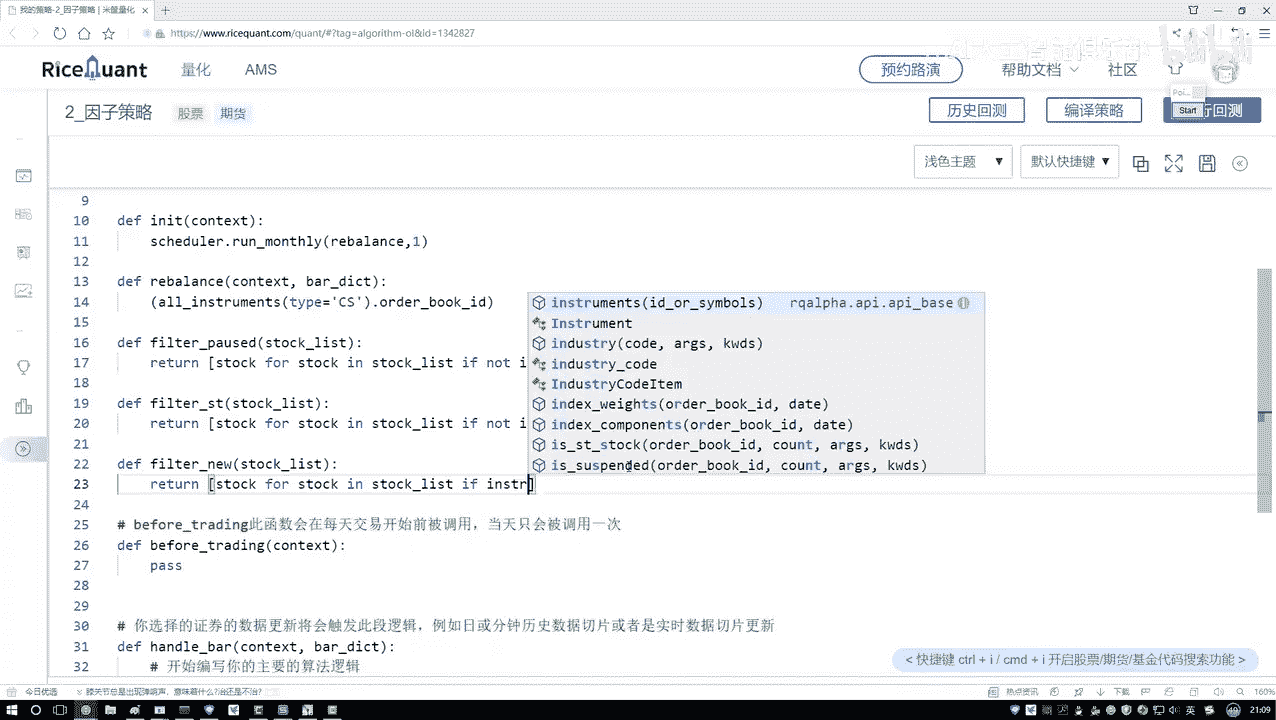 我的策略-2_因子策略 | 米筐量化
https://www.ricequant.com/quant/#?tag=algorithm-ol&id=1342827
RiceQuant 量化 AMS 预约路演 帮助文档 社区
Poi...
Start
2_因子策略 股票 期货 历史回测 编译策略 行回测
浅色主题 默认快捷键
9
10 def init(context):
11 scheduler.run_monthly(rebalance,1)
12
13 def rebalance(context, bar_dict):
14 (all_instruments(type='CS').order_book_id)
15
16 def filter_paused(stock_list):
17 return [stock for stock in stock_list if not i
18
19 def filter_st(stock_list):
20 return [stock for stock in stock_list if not i
21
22 def filter_new(stock_list):
23 return [stock for stock in stock_list if instr]
24
25 # before_trading此函数会在每天交易开始前被调用，当天只会被调用一次
26 def before_trading(context):
27 pass
28
29
30 # 你选择的证券的数据更新将会触发此段逻辑，例如日或分钟历史数据切片或者是实时数据切片更新
31 def handle_bar(context, bar_dict):
32 # 开始编写你的主要的算法逻辑
instruments(id_or_symbols) rqalpha.api.api_base
Instrument
industry(code, args, kwds)
industry_code
IndustryCodeItem
index_weights(order_book_id, date)
index_components(order_book_id, date)
is_st_stock(order_book_id, count, args, kwds)
is_suspended(order_book_id, count, args, kwds)
< 快捷键 ctrl + i / cmd + i 开启股票/期货/基金代码搜索功能 >
今日优选 膝关节总是出现弹响声，意味着什么?治还是不治? 热点资讯 下载 160%
英 21:09